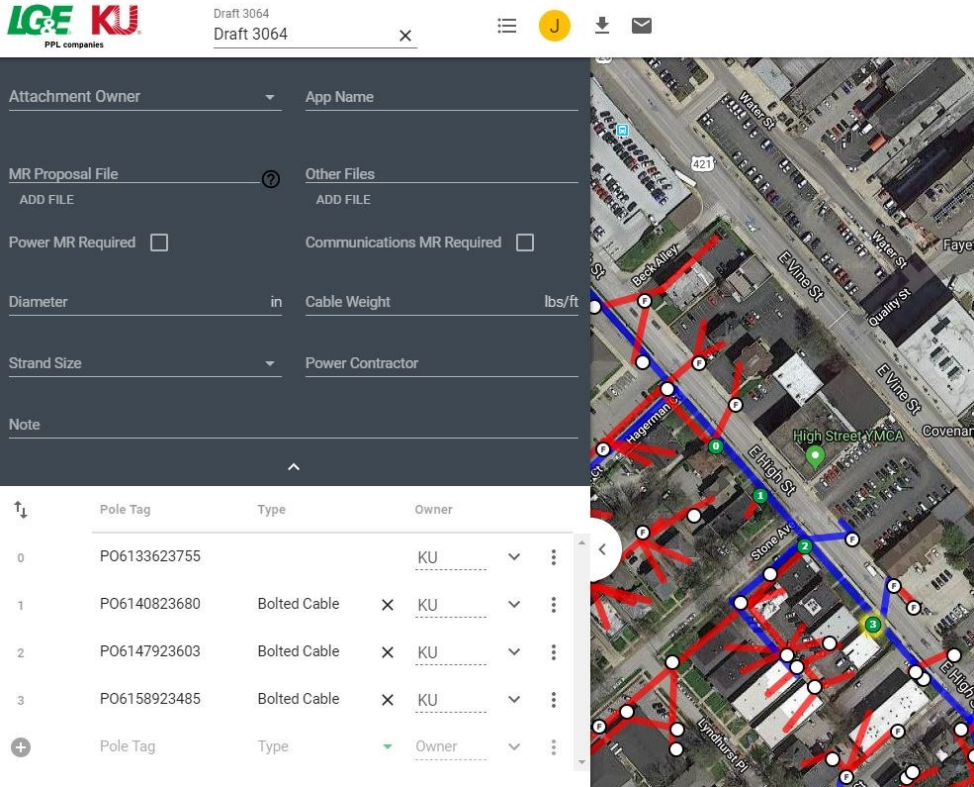 LG&E KU
PPL companies
Draft 3064
Draft 3064
J
Attachment Owner
App Name
MR Proposal File
Other Files
ADD FILE
ADD FILE
Power MR Required
Communications MR Required
Diameter
in
Cable Weight
lbs/ft
Strand Size
Power Contractor
Note
Pole Tag
Type
Owner
0
PO6133623755
KU
1
PO6140823680
Bolted Cable
KU
2
PO6147923603
Bolted Cable
KU
3
PO6158923485
Bolted Cable
KU
Pole Tag
Type
Owner
Water St
421
Beck Alley
St
E Vine St
Water St
Faye
Quality St
F
F
E Vine St
F
Hagerman Ct
High Street YMCA
Covenan
F
0
Ct
E High St
1
F
Stone Ave
2
F
F
F
3
E High
F
Lyndhurst Pl
F
F